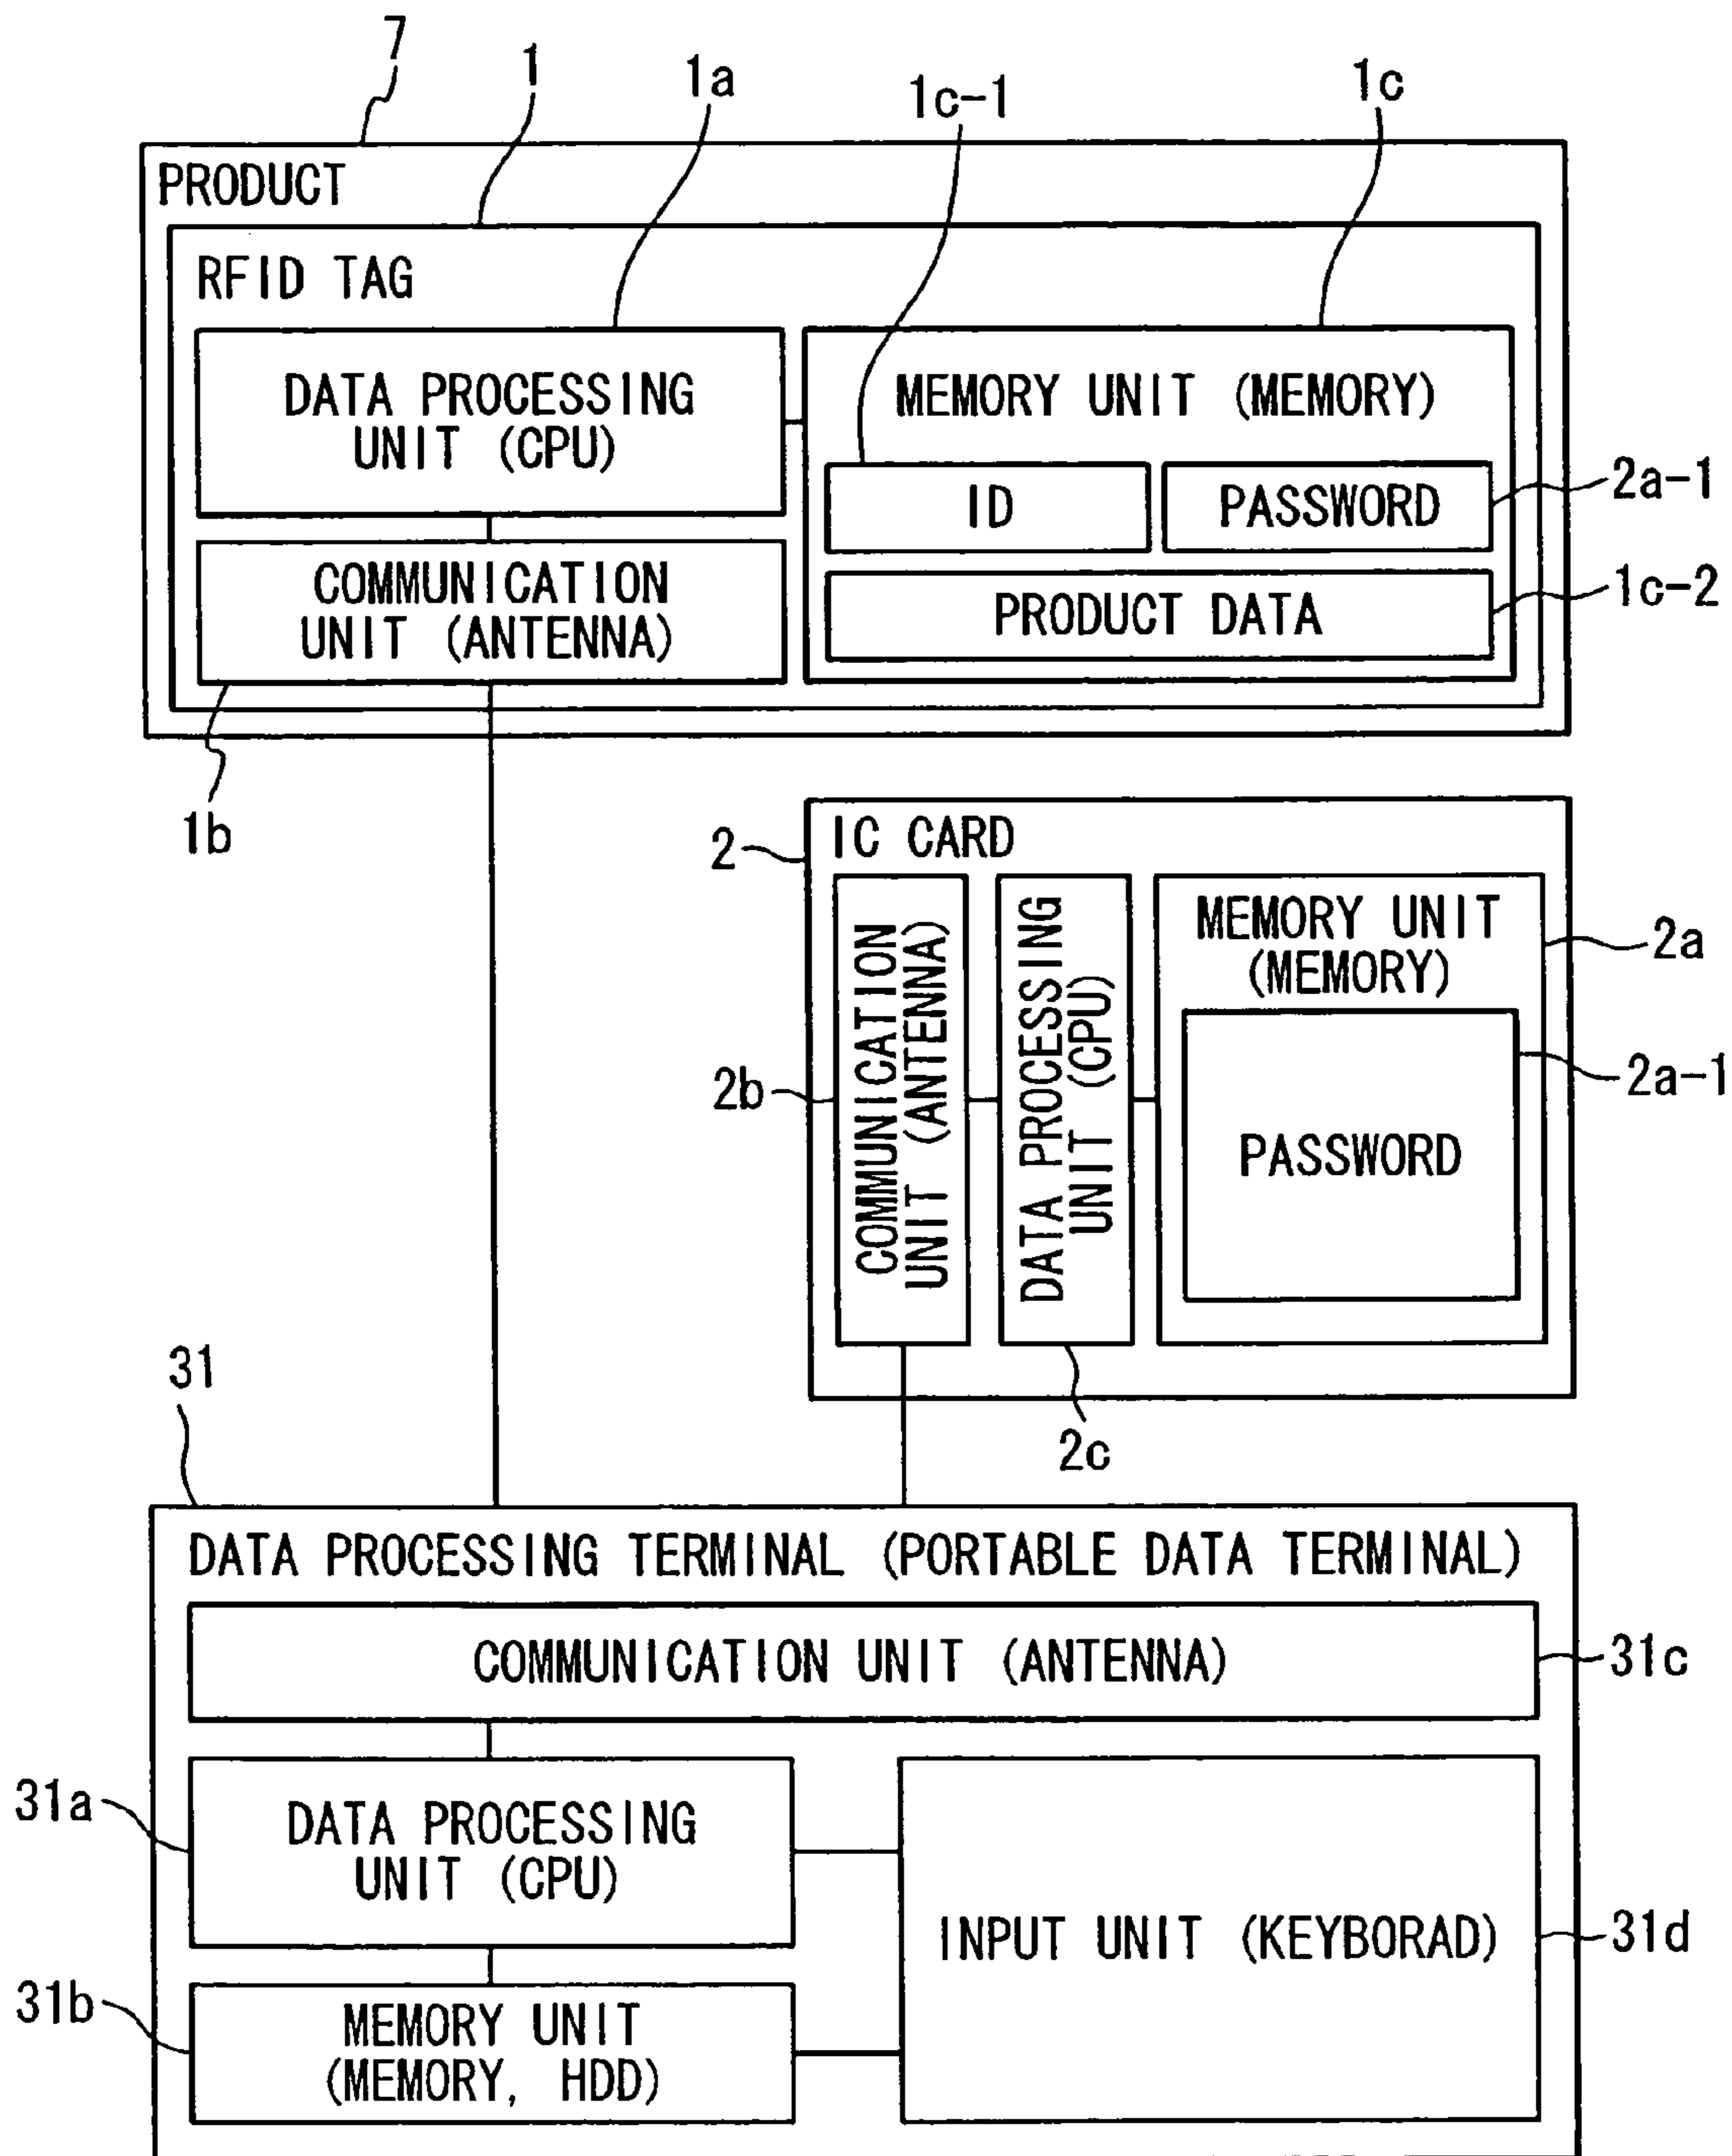 7
1
1a
1c-1
1c
PRODUCT
RFID TAG
DATA PROCESSING
UNIT (CPU)
MEMORY UNIT (MEMORY)
ID
PASSWORD
2a-1
COMMUNICATION
UNIT (ANTENNA)
PRODUCT DATA
1c-2
1b
2
IC CARD
COMMUNICATION
UNIT (ANTENNA)
DATA PROCESSING
UNIT (CPU)
MEMORY UNIT
(MEMORY)
2a
2b
2a-1
PASSWORD
2c
31
DATA PROCESSING TERMINAL (PORTABLE DATA TERMINAL)
COMMUNICATION UNIT (ANTENNA)
31c
31a
DATA PROCESSING
UNIT (CPU)
INPUT UNIT (KEYBORAD)
31d
31b
MEMORY UNIT
(MEMORY, HDD)